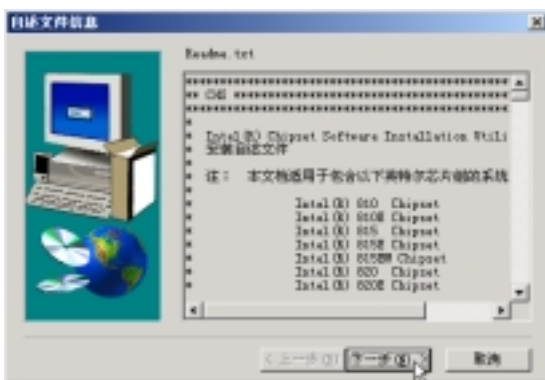 自述文件信息
Readme.txt
**********************************************
** CHS **************************************
**********************************************
*
* Intel(R) Chipset Software Installation Utili
* 安装自述文件
*
* 注： 本文档适用于包含以下英特尔芯片组的系统
*
* Intel(R) 810 Chipset
* Intel(R) 810E Chipset
* Intel(R) 815 Chipset
* Intel(R) 815E Chipset
* Intel(R) 815EM Chipset
* Intel(R) 820 Chipset
* Intel(R) 820E Chipset
< 上一步(B)
下一步(N) >
取消